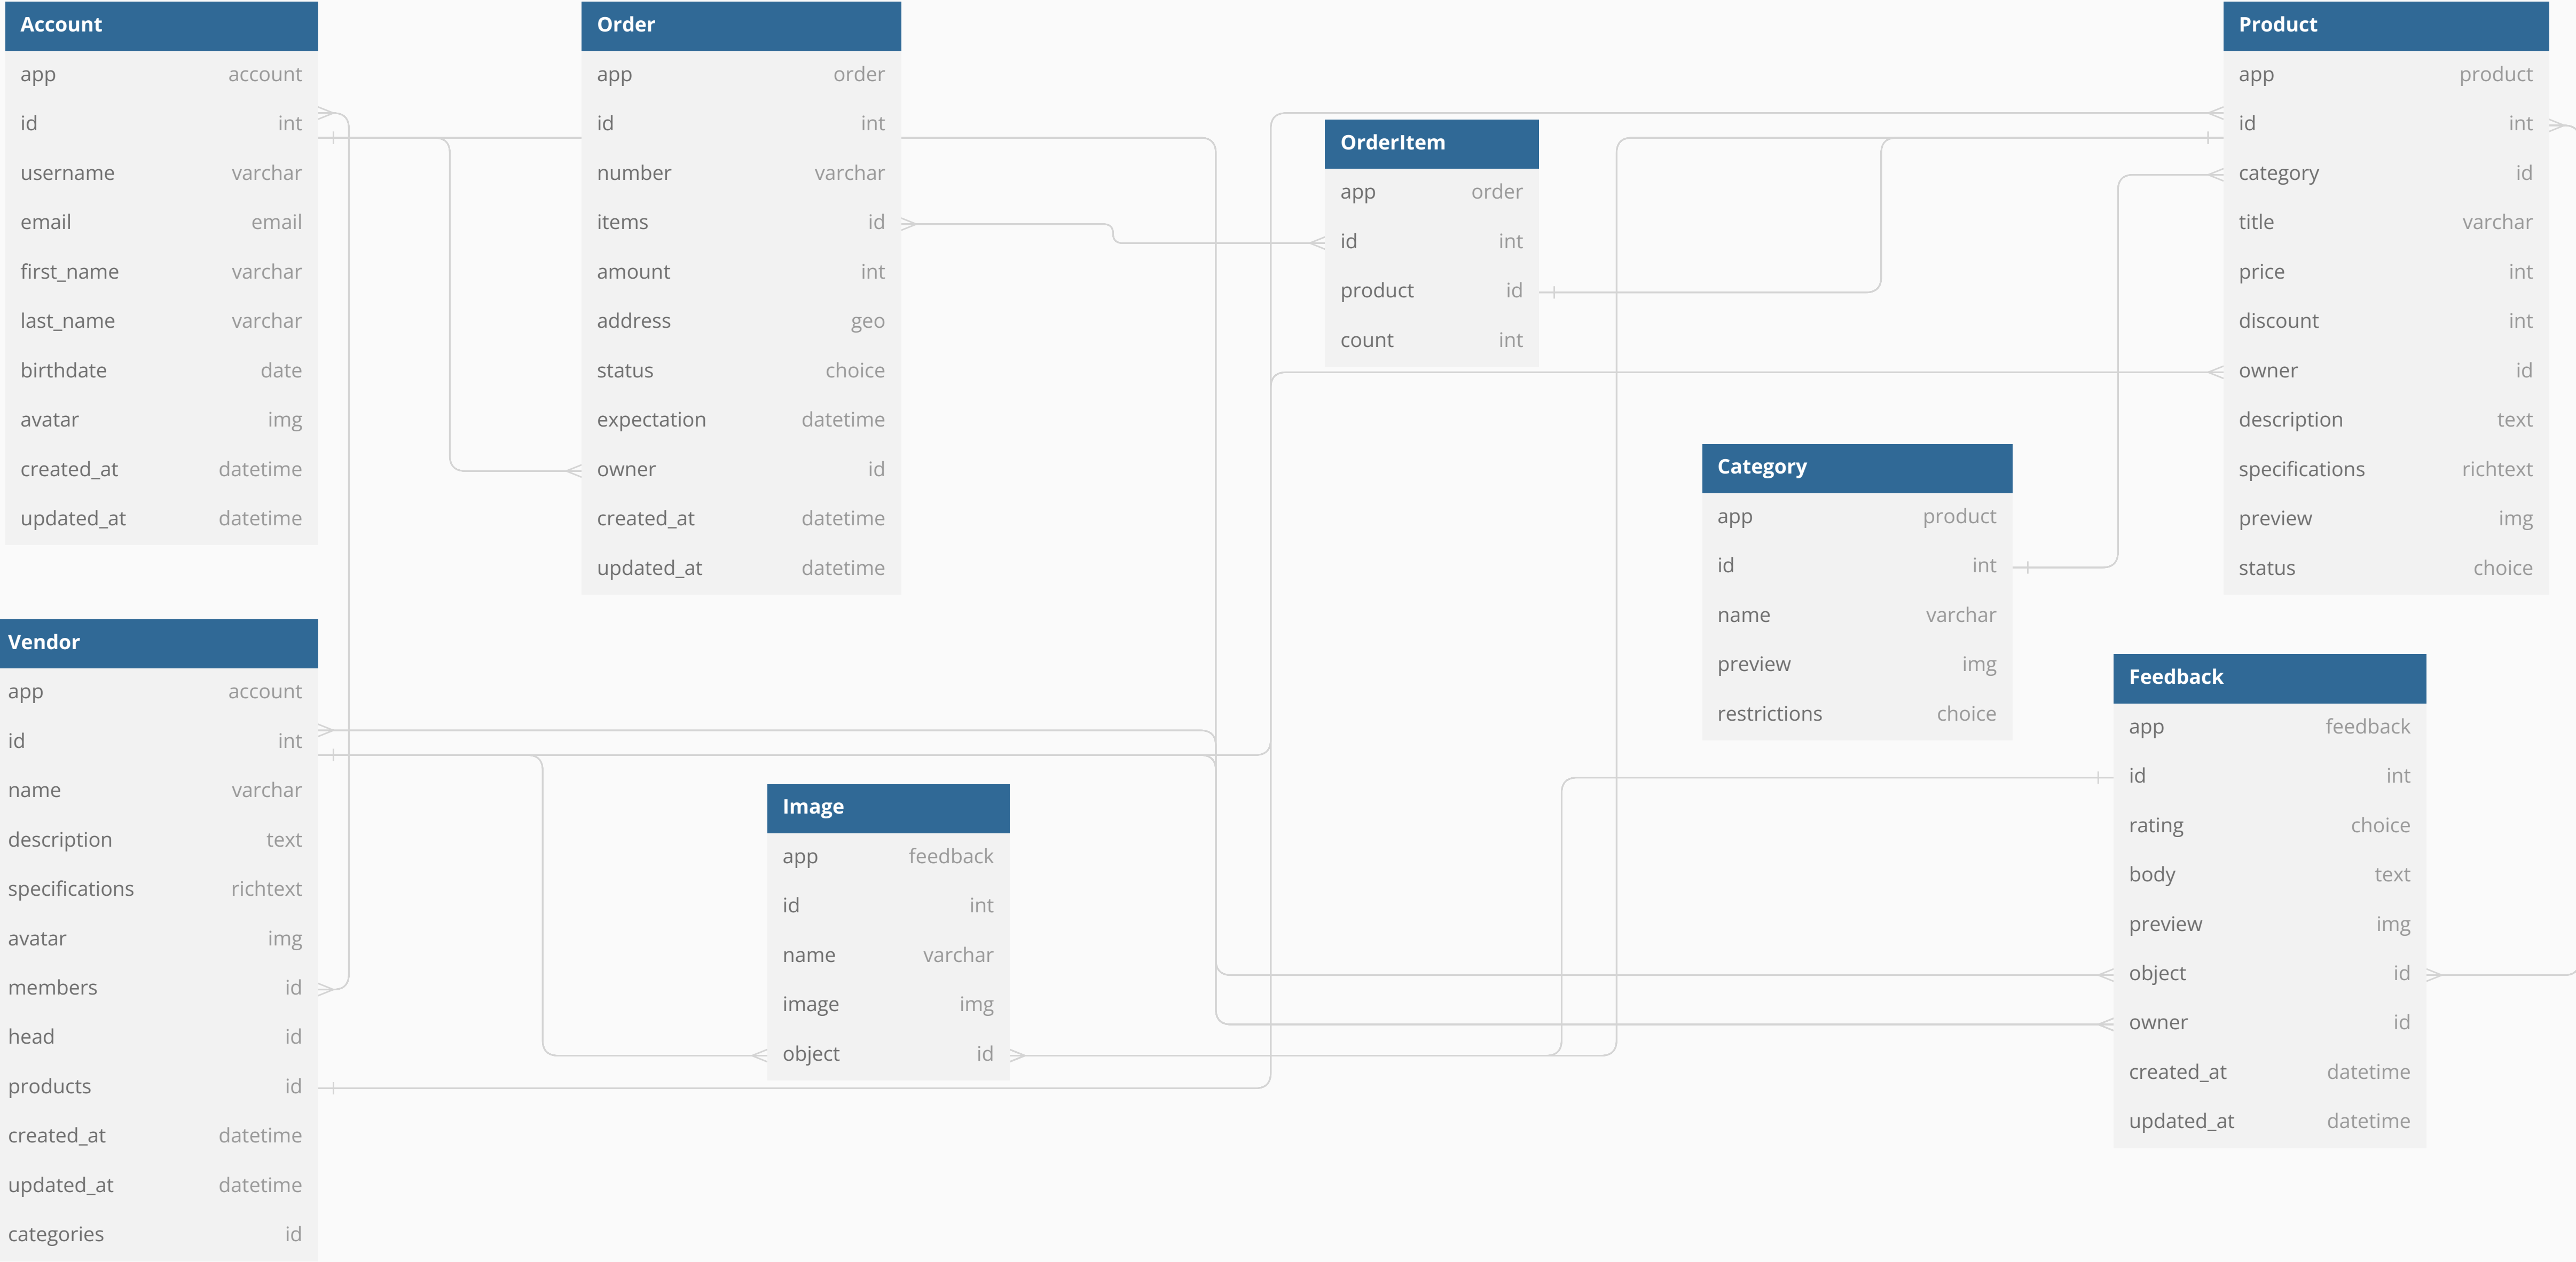 Account
app account
id int
username varchar
email email
first_name varchar
last_name varchar
birthdate date
avatar img
created_at datetime
updated_at datetime
Order
app order
id int
number varchar
items id
amount int
address geo
status choice
expectation datetime
owner id
created_at datetime
updated_at datetime
OrderItem
app order
id int
product id
count int
Product
app product
id int
category id
title varchar
price int
discount int
owner id
description text
specifications richtext
preview img
status choice
Category
app product
id int
name varchar
preview img
restrictions choice
Vendor
app account
id int
name varchar
description text
specifications richtext
avatar img
members id
head id
products id
created_at datetime
updated_at datetime
categories id
Image
app feedback
id int
name varchar
image img
object id
Feedback
app feedback
id int
rating choice
body text
preview img
object id
owner id
created_at datetime
updated_at datetime